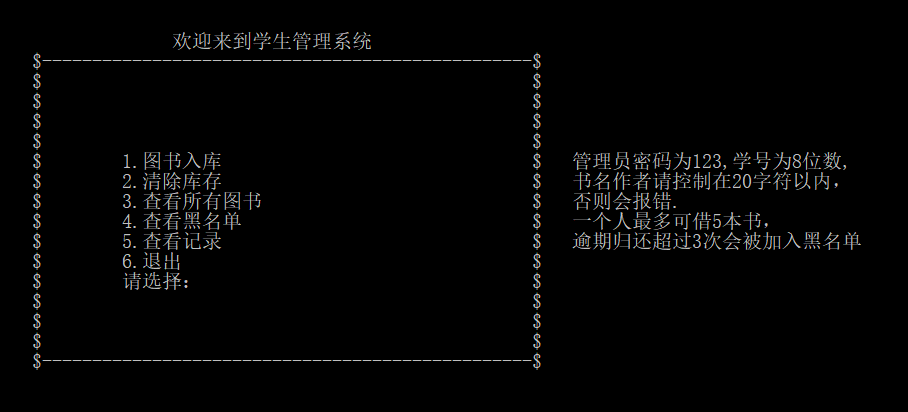 欢迎来到学生管理系统
$-------------------------------------------------$
$ $
$ $
$ $
$ $
$ 1.图书入库 $ 管理员密码为123,学号为8位数,
$ 2.清除库存 $ 书名作者请控制在20字符以内,
$ 3.查看所有图书 $ 否则会报错.
$ 4.查看黑名单 $ 一个人最多可借5本书,
$ 5.查看记录 $ 逾期归还超过3次会被加入黑名单
$ 6.退出 $
$ 请选择: $
$ $
$ $
$ $
$-------------------------------------------------$